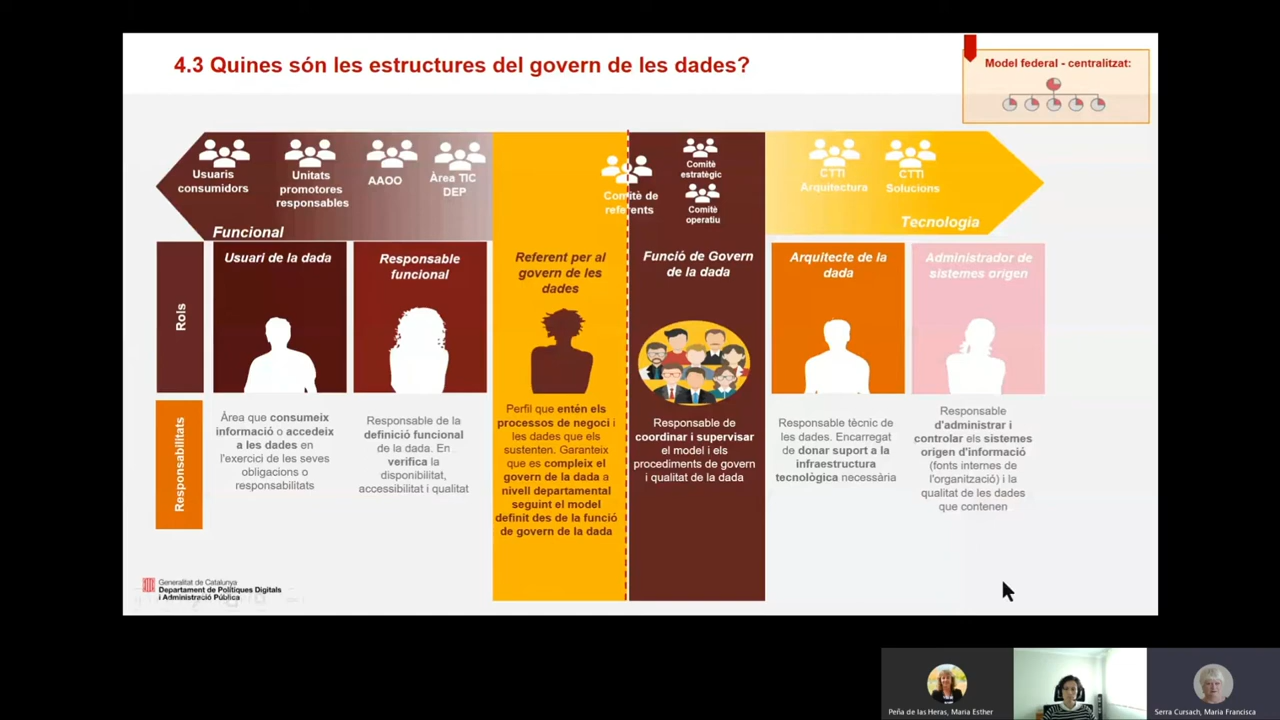 4.3 Quines són les estructures del govern de les dades?
Model federal - centralitzat:
Usuaris
consumidors
Unitats
promotores
responsables
AAOO
Àrea TIC
DEP
Comitè de
referents
Comitè
estratègic
Comitè
operatiu
CTTI
Arquitectura
CTTI
Solucions
Funcional
Tecnologia
Rols
Usuari de la dada
Responsable
funcional
Referent per al
govern de les
dades
Funció de Govern
de la dada
Arquitecte de la
dada
Administrador de
sistemes origen
Responsabilitats
Àrea que consumeix
informació o accedeix
a les dades en
l'exercici de les seves
obligacions o
responsabilitats
Responsable de la
definició funcional
de la dada. En
verifica la
disponibilitat,
accessibilitat i qualitat
Perfil que entén els
processos de negoci i
les dades que els
sustenten. Garanteix
que es compleix el
govern de la dada a
nivell departamental
seguint el model
definit des de la funció
de govern de la dada
Responsable de
coordinar i supervisar
el model i els
procediments de govern
i qualitat de la dada
Responsable tècnic de
les dades. Encarregat
de donar suport a la
infraestructura
tecnològica necessària
Responsable
d'administrar i
controlar els sistemes
origen d'informació
(fonts internes de
l'organització) i la
qualitat de les dades
que contenen
Generalitat de Catalunya
Departament de Polítiques Digitals
i Administració Pública
Peña de las Heras, Maria Esther
Serra Cursach, Maria Francisca